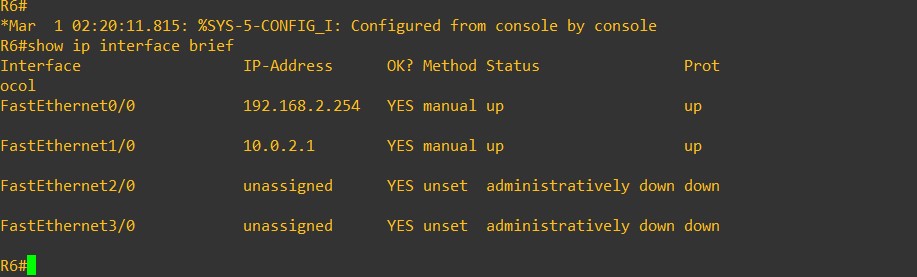 R6#
*Mar  1 02:20:11.815: %SYS-5-CONFIG_I: Configured from console by console
R6#show ip interface brief
Interface                  IP-Address      OK? Method Status                Prot
ocol
FastEthernet0/0            192.168.2.254   YES manual up                    up
FastEthernet1/0            10.0.2.1        YES manual up                    up
FastEthernet2/0            unassigned      YES unset  administratively down down
FastEthernet3/0            unassigned      YES unset  administratively down down
R6#